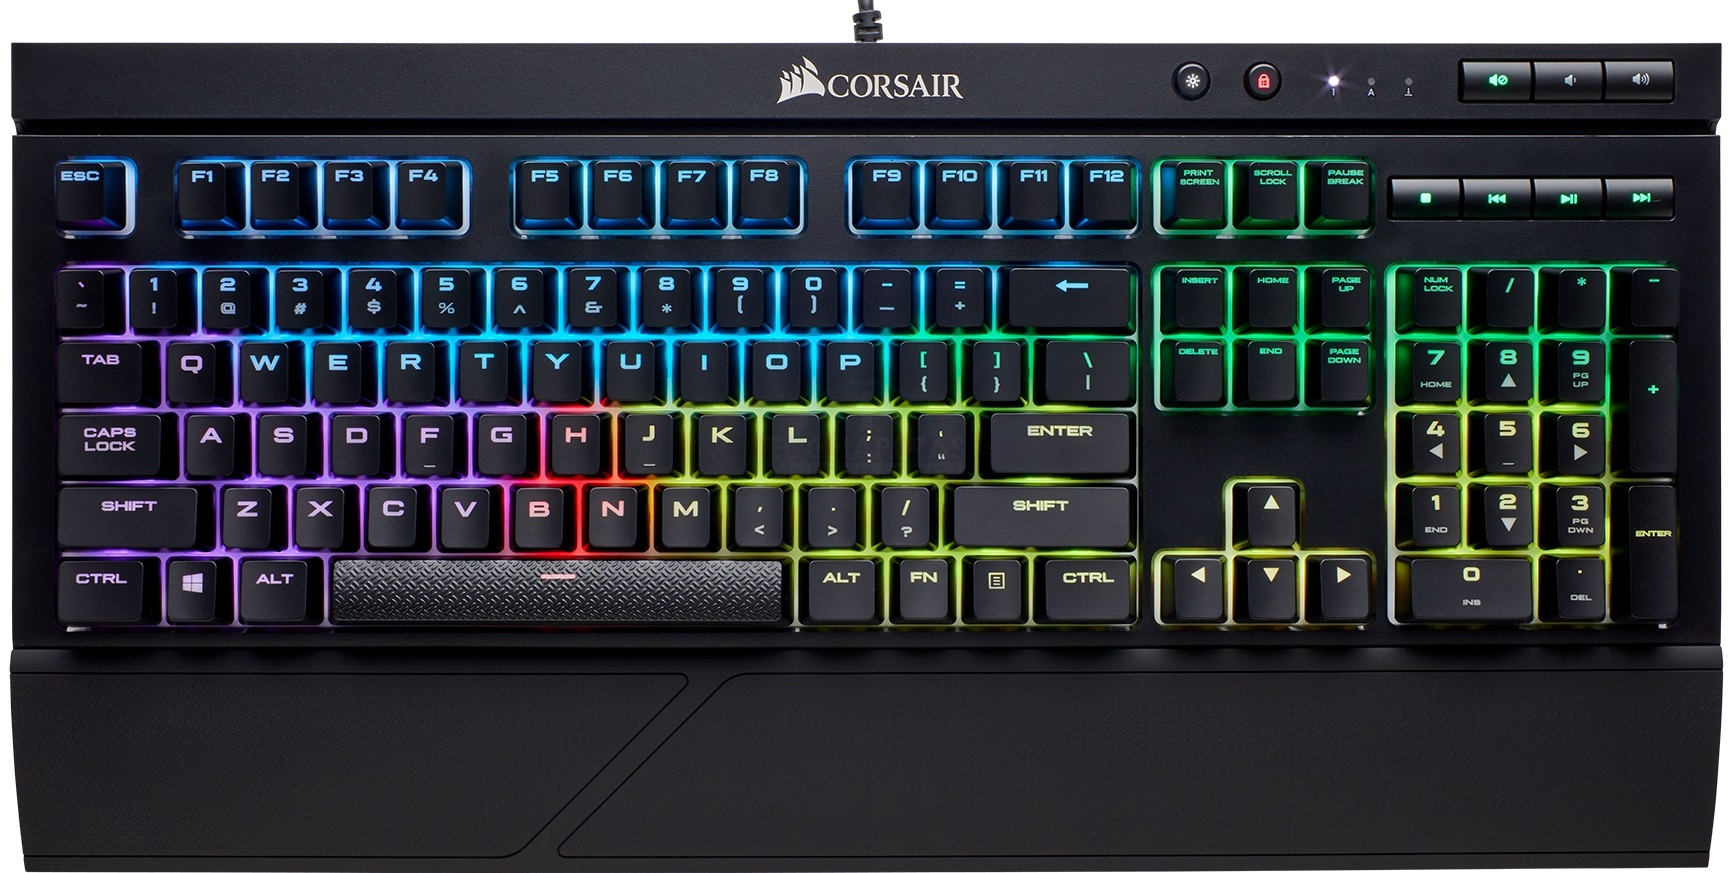 CORSAIR
1 A
ESC F1 F2 F3 F4 F5 F6 F7 F8 F9 F10 F11 F12 PRINT SCREEN SCROLL LOCK PAUSE BREAK
` 1 2 3 4 5 6 7 8 9 0 - = INSERT HOME PAGE UP NUM LOCK / * -
~ ! @ # $ % ^ & * ( ) _ +
TAB Q W E R T Y U I O P [ ] \ DELETE END PAGE DOWN 7 8 9 +
{ } | HOME PG UP
CAPS LOCK A S D F G H J K L ; ' ENTER 4 5 6
: “
SHIFT Z X C V B N M , . / SHIFT 1 2 3 ENTER
< > ? END PG DWN
CTRL ALT ALT FN CTRL 0 .
INS DEL